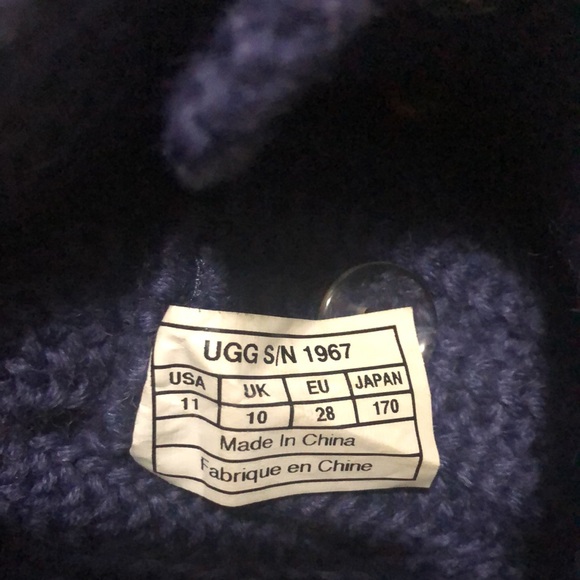 UGG S/N 1967
USA UK EU JAPAN
11 10 28 170
Made In China
Fabrique en Chine